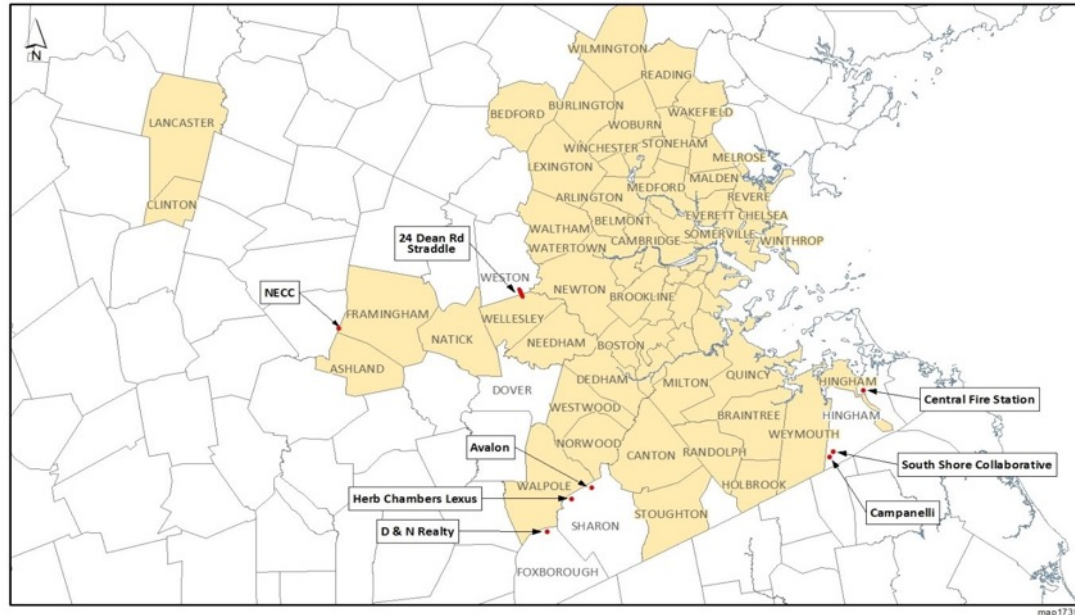 N
WILMINGTON
READING
BURLINGTON
BEDFORD
WAKEFIELD
WOBURN
LANCASTER
STONEHAM
WINCHESTER
MELROSE
LEXINGTON
MALDEN
MEDFORD
REVERE
ARLINGTON
CLINTON
EVERETT CHELSEA
BELMONT
WALTHAM
SOMERVILLE
WINTHROP
CAMBRIDGE
WATERTOWN
24 Dean Rd
Straddle
WESTON
NEWTON
NECC
BROOKLINE
FRAMINGHAM
WELLESLEY
NATICK
NEEDHAM
BOSTON
ASHLAND
QUINCY
DEDHAM
MILTON
HINGHAM
DOVER
Central Fire Station
WESTWOOD
BRAINTREE
HINGHAM
WEYMOUTH
NORWOOD
Avalon
CANTON
RANDOLPH
South Shore Collaborative
HOLBROOK
WALPOLE
Herb Chambers Lexus
Campanelli
STOUGHTON
SHARON
D & N Realty
FOXBOROUGH